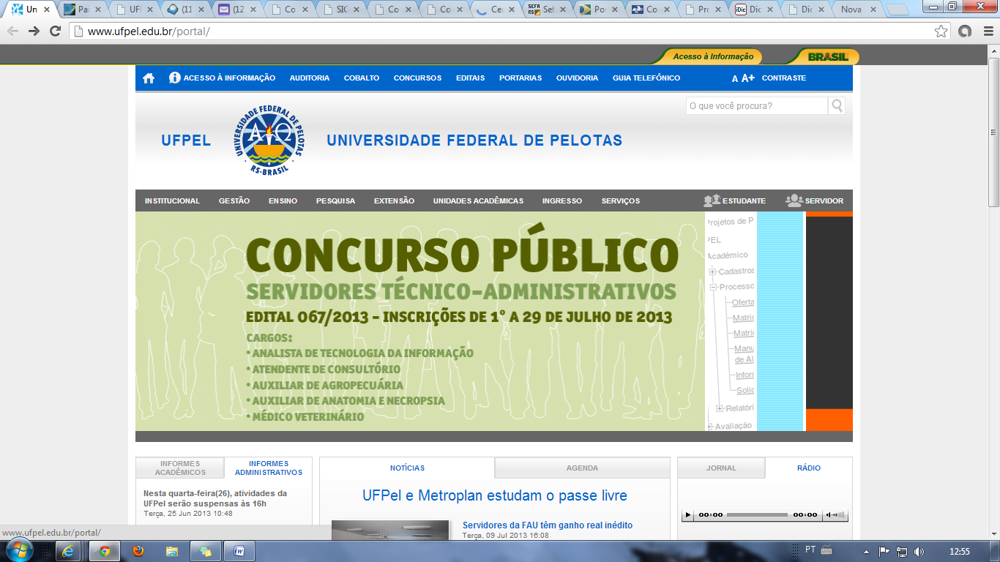 Un
Pai
UFI
(11
(12
Co
SIC
Co
Co
Cer
SEFA RS
Sef
Por
Co
Pro
iDic
Dic
Dic
Nova
www.ufpel.edu.br/portal/
Acesso à Informação
BRASIL
ACESSO À INFORMAÇÃO AUDITORIA COBALTO CONCURSOS EDITAIS PORTARIAS OUVIDORIA GUIA TELEFÔNICO A A+ CONTRASTE
O que você procura?
UFPEL
UNIVERSIDADE FEDERAL DE PELOTAS
RS-BRASIL
UNIVERSIDADE FEDERAL DE PELOTAS
INSTITUCIONAL GESTÃO ENSINO PESQUISA EXTENSÃO UNIDADES ACADÊMICAS INGRESSO SERVIÇOS ESTUDANTE SERVIDOR
CONCURSO PÚBLICO
SERVIDORES TÉCNICO-ADMINISTRATIVOS
EDITAL 067/2013 - INSCRIÇÕES DE 1º A 29 DE JULHO DE 2013
CARGOS:
• ANALISTA DE TECNOLOGIA DA INFORMAÇÃO
• ATENDENTE DE CONSULTÓRIO
• AUXILIAR DE AGROPECUÁRIA
• AUXILIAR DE ANATOMIA E NECROPSIA
• MÉDICO VETERINÁRIO
rojetos de P
PEL
Acadêmico
Cadastros
Processo
Oferta
Matríc
Matríc
Manu
de Al
Inforr
Solic
Relatóri
Avaliação
INFORMES
ACADÊMICOS
INFORMES
ADMINISTRATIVOS
Nesta quarta-feira(26), atividades da
UFPel serão suspensas às 16h
Terça, 25 Jun 2013 10:48
NOTÍCIAS
AGENDA
UFPel e Metroplan estudam o passe livre
Servidores da FAU têm ganho real inédito
Terça, 09 Jul 2013 16:08
JORNAL
RÁDIO
00:00 00:00
www.ufpel.edu.br/portal/
PT
12:55